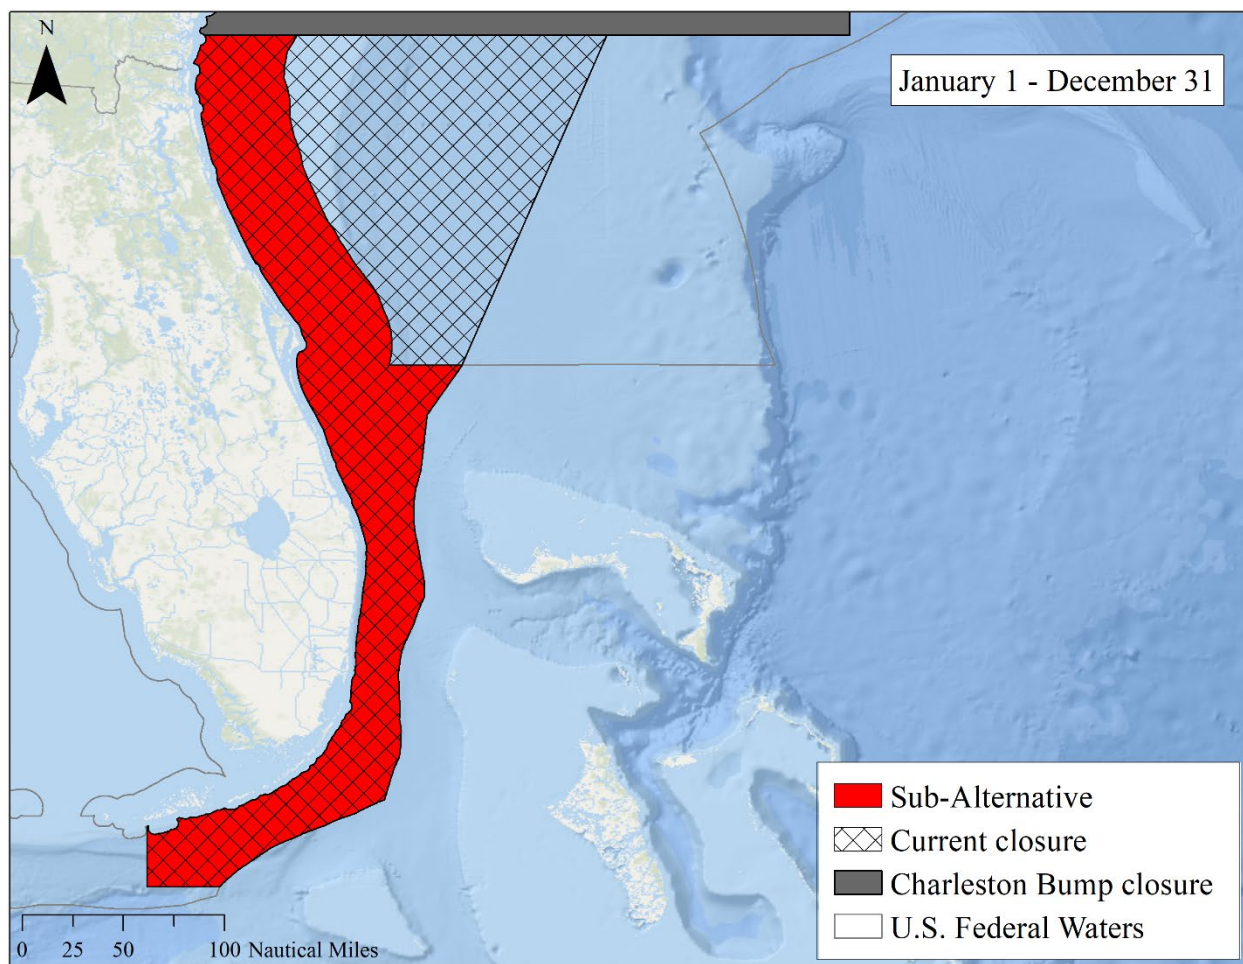 N
January 1 - December 31
Sub-Alternative
Current closure
Charleston Bump closure
U.S. Federal Waters
0 25 50 100 Nautical Miles